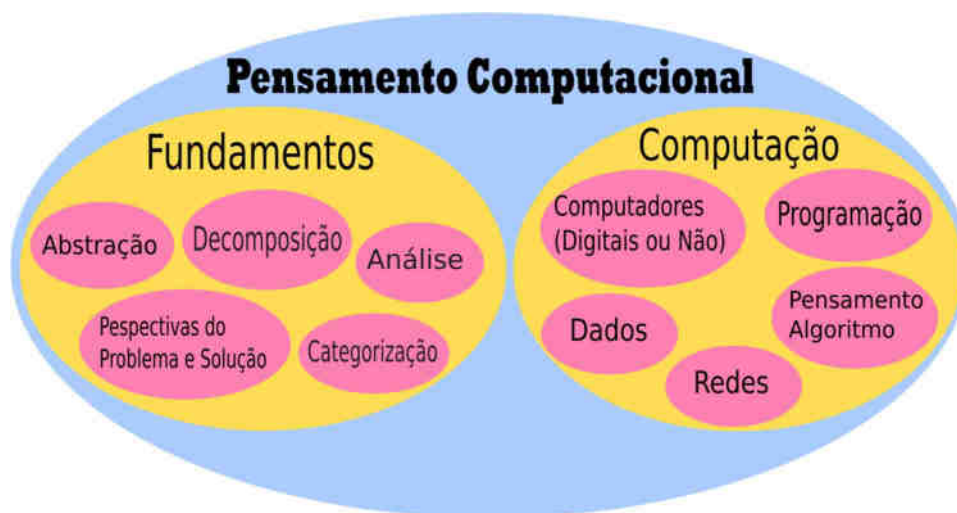 Pensamento Computacional
Fundamentos
Abstração
Decomposição
Análise
Pespectivas do
Problema e Solução
Categorização
Computação
Computadores
(Digitais ou Não)
Programação
Dados
Pensamento
Algoritmo
Redes